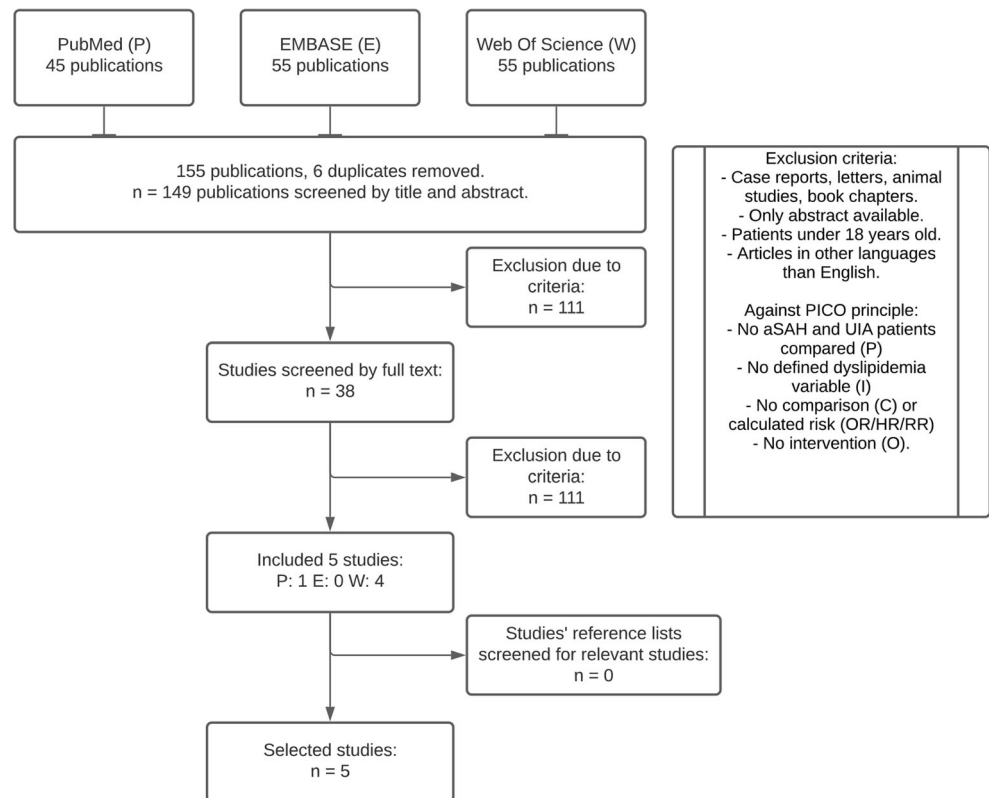 PubMed (P)
45 publications
EMBASE (E)
55 publications
Web Of Science (W)
55 publications
155 publications, 6 duplicates removed.
n = 149 publications screened by title and abstract.
Exclusion due to
criteria:
n = 111
Studies screened by full text:
n = 38
Exclusion due to
criteria:
n = 111
Included 5 studies:
P: 1 E: 0 W: 4
Studies' reference lists
screened for relevant studies:
n = 0
Selected studies:
n = 5
Exclusion criteria:
- Case reports, letters, animal
studies, book chapters.
- Only abstract available.
- Patients under 18 years old.
- Articles in other languages
than English.
Against PICO principle:
- No aSAH and UIA patients
compared (P)
- No defined dyslipidemia
variable (I)
- No comparison (C) or
calculated risk (OR/HR/RR)
- No intervention (O).